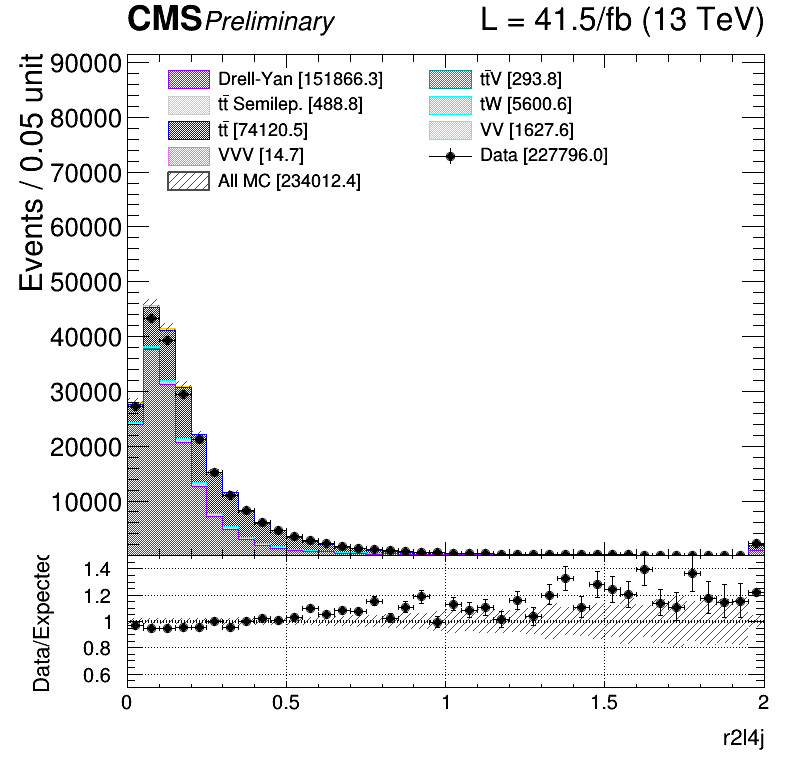 CMS Preliminary L = 41.5/fb (13 TeV)
Events / 0.05 unit
90000
80000
70000
60000
50000
40000
30000
20000
10000
Drell-Yan [151866.3]
tt̄ Semilep. [488.8]
tt̄ [74120.5]
VVV [14.7]
All MC [234012.4]
tt̄V [293.8]
tW [5600.6]
VV [1627.6]
Data [227796.0]
Data/Expected
1.4
1.2
1
0.8
0.6
0 0.5 1 1.5 2
r2l4j